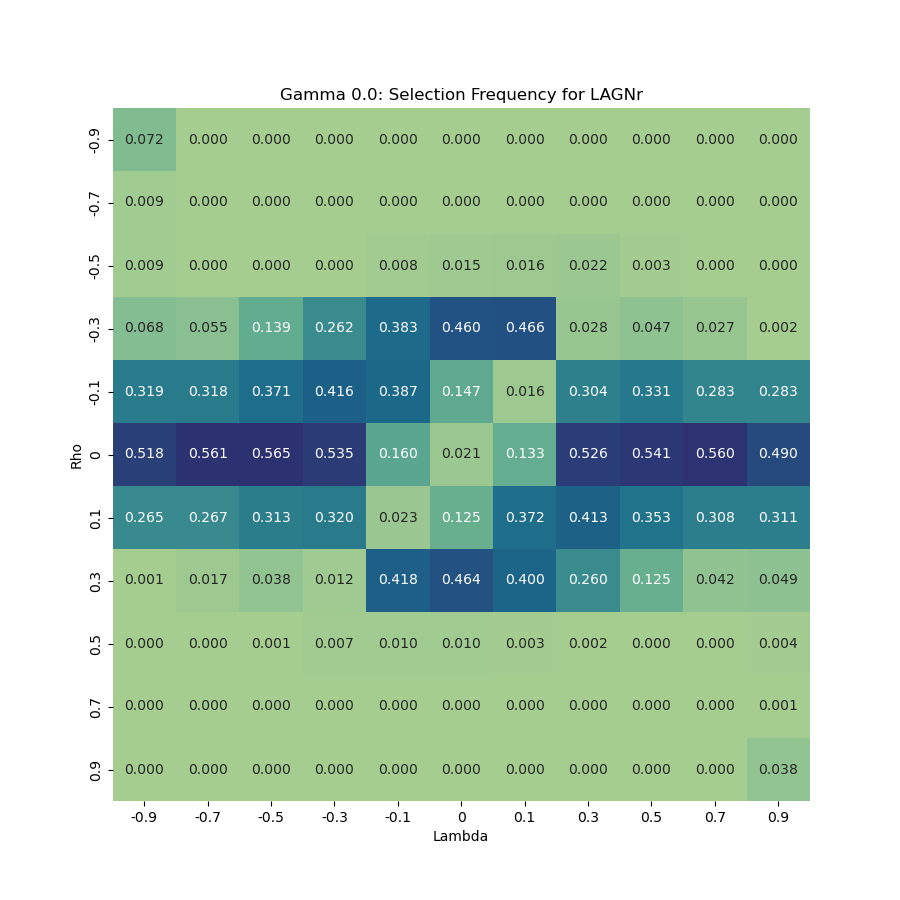 Gamma 0.0: Selection Frequency for LAGNr
-0.9 0.072 0.000 0.000 0.000 0.000 0.000 0.000 0.000 0.000 0.000 0.000
-0.7 0.009 0.000 0.000 0.000 0.000 0.000 0.000 0.000 0.000 0.000 0.000
-0.5 0.009 0.000 0.000 0.000 0.008 0.015 0.016 0.022 0.003 0.000 0.000
-0.3 0.068 0.055 0.139 0.262 0.383 0.460 0.466 0.028 0.047 0.027 0.002
-0.1 0.319 0.318 0.371 0.416 0.387 0.147 0.016 0.304 0.331 0.283 0.283
Rho
0 0.518 0.561 0.565 0.535 0.160 0.021 0.133 0.526 0.541 0.560 0.490
0.1 0.265 0.267 0.313 0.320 0.023 0.125 0.372 0.413 0.353 0.308 0.311
0.3 0.001 0.017 0.038 0.012 0.418 0.464 0.400 0.260 0.125 0.042 0.049
0.5 0.000 0.000 0.001 0.007 0.010 0.010 0.003 0.002 0.000 0.000 0.004
0.7 0.000 0.000 0.000 0.000 0.000 0.000 0.000 0.000 0.000 0.000 0.001
0.9 0.000 0.000 0.000 0.000 0.000 0.000 0.000 0.000 0.000 0.000 0.038
-0.9 -0.7 -0.5 -0.3 -0.1 0 0.1 0.3 0.5 0.7 0.9
Lambda